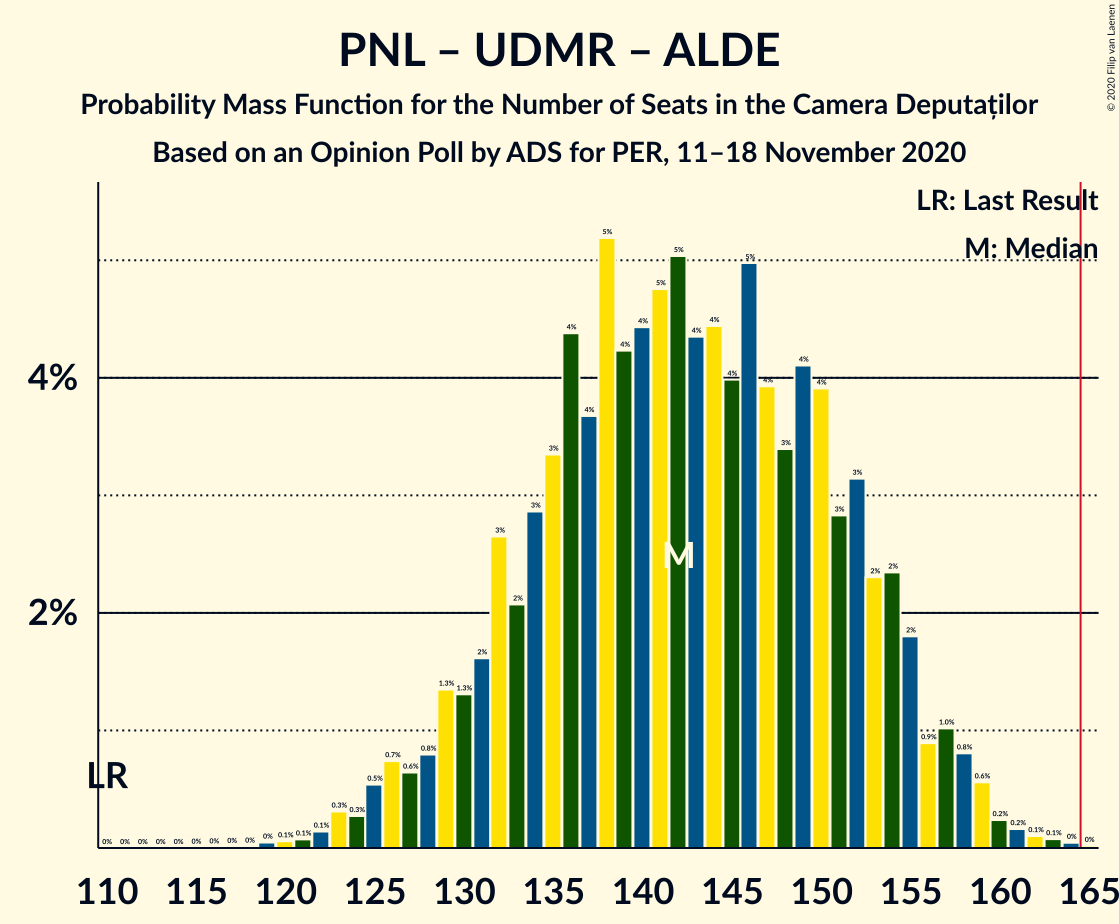 PNL – UDMR – ALDE
Probability Mass Function for the Number of Seats in the Camera Deputaților
Based on an Opinion Poll by ADS for PER, 11–18 November 2020
© 2020 Filip van Laenen
LR: Last Result
M: Median
4%
2%
LR
M
0% 0% 0% 0% 0% 0% 0% 0% 0% 0% 0.1% 0.1% 0.1% 0.3% 0.3% 0.5% 0.7% 0.6% 0.8% 1.3% 1.3% 2% 3% 2% 3% 3% 4% 4% 5% 4% 4% 5% 5% 4% 4% 4% 5% 4% 3% 4% 4% 3% 3% 2% 2% 2% 0.9% 1.0% 0.8% 0.6% 0.2% 0.2% 0.1% 0.1% 0% 0%
110 115 120 125 130 135 140 145 150 155 160 165